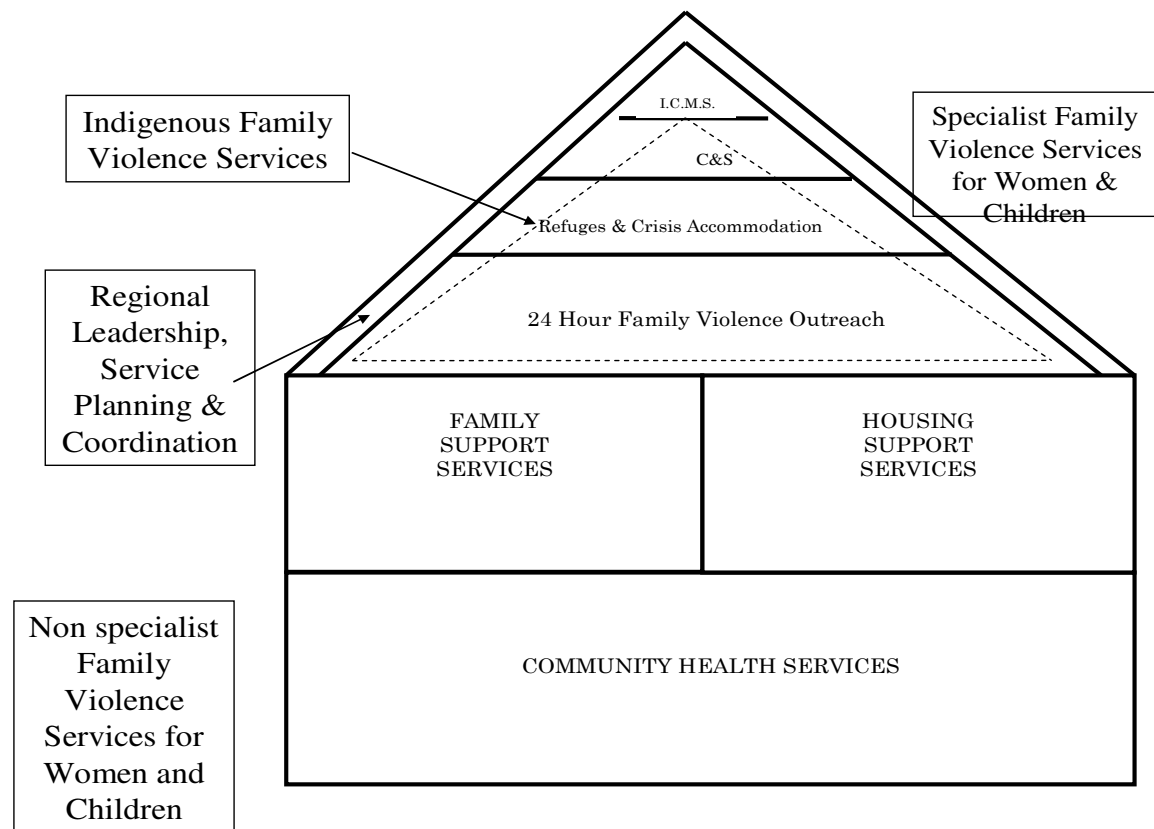 I.C.M.S.
Indigenous Family
Violence Services
Specialist Family
Violence Services
for Women &
Children
C&S
Refuges & Crisis Accommodation
Regional
Leadership,
Service
Planning &
Coordination
24 Hour Family Violence Outreach
FAMILY
SUPPORT
SERVICES
HOUSING
SUPPORT
SERVICES
Non specialist
Family
Violence
Services for
Women and
Children
COMMUNITY HEALTH SERVICES